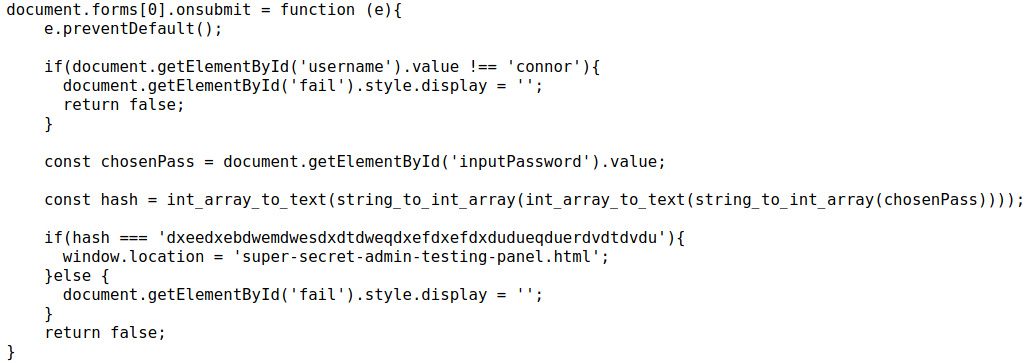 document.forms[0].onsubmit = function (e){
    e.preventDefault();

    if(document.getElementById('username').value !== 'connor'){
      document.getElementById('fail').style.display = '';
      return false;
    }

    const chosenPass = document.getElementById('inputPassword').value;

    const hash = int_array_to_text(string_to_int_array(int_array_to_text(string_to_int_array(chosenPass))));

    if(hash === 'dxeedxebdwemdwesdxdtdweqdxefdxefdxdudueqduerdvdtdvdu'){
      window.location = 'super-secret-admin-testing-panel.html';
    }else {
      document.getElementById('fail').style.display = '';
    }
    return false;
}